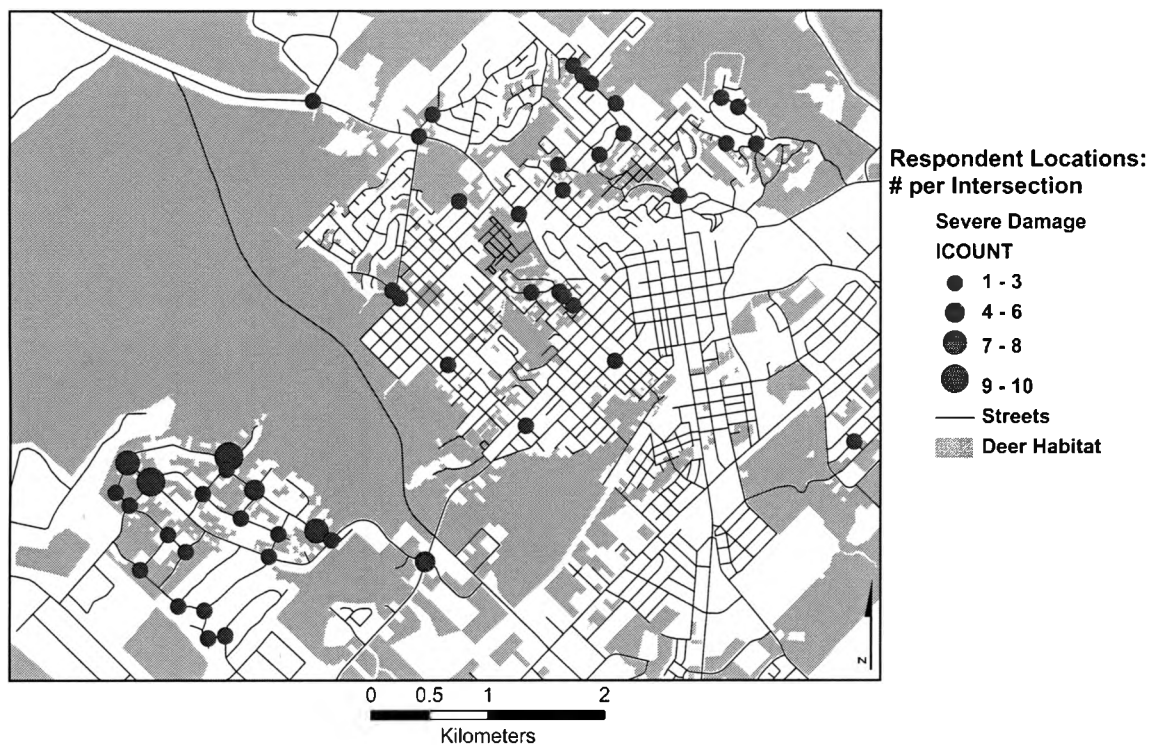 Respondent Locations:
# per Intersection
Severe Damage
ICOUNT
1 - 3
4 - 6
7 - 8
9 - 10
Streets
Deer Habitat
N
0 0.5 1 2
Kilometers